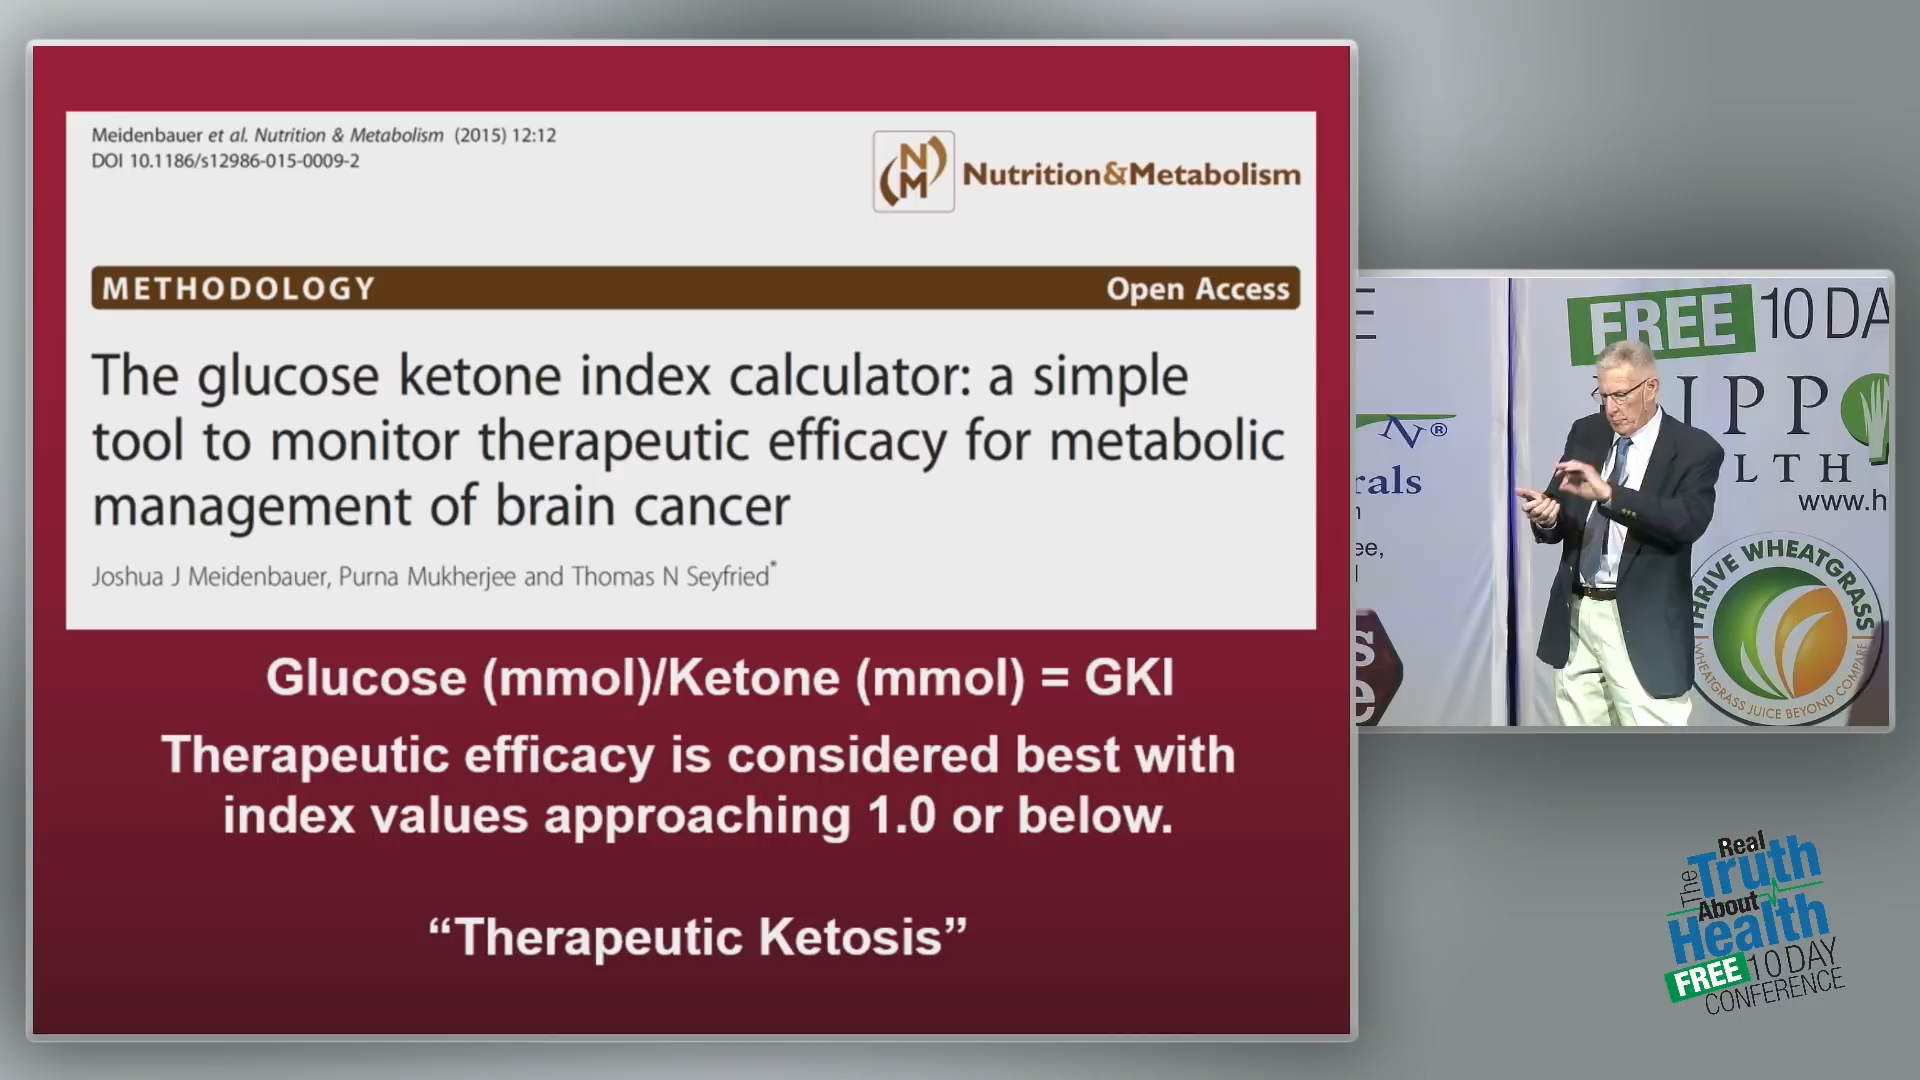 Meidenbauer et al. Nutrition & Metabolism (2015) 12:12
DOI 10.1186/s12986-015-0009-2
NM
Nutrition&Metabolism
METHODOLOGY
Open Access
The glucose ketone index calculator: a simple
tool to monitor therapeutic efficacy for metabolic
management of brain cancer
Joshua J Meidenbauer, Purna Mukherjee and Thomas N Seyfried*
Glucose (mmol)/Ketone (mmol) = GKI
Therapeutic efficacy is considered best with
index values approaching 1.0 or below.
“Therapeutic Ketosis”
E
N®
rals
n
ee,
l
s
e
FREE 10 DA
IPPO
LTH
www.h
THRIVE WHEATGRASS
WHEATGRASS JUICE BEYOND COMPARE
The Real
Truth
About
Health
FREE 10 DAY
CONFERENCE